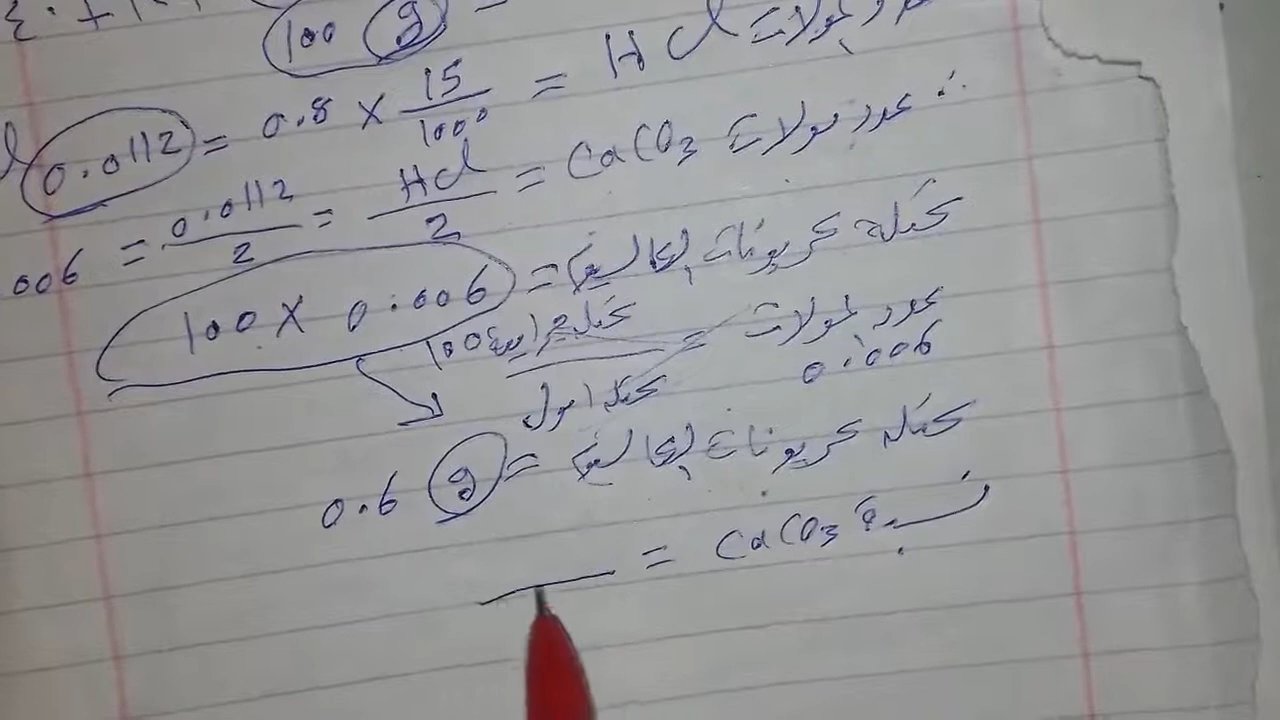 100 g =
عدد مولات HCl = 15/1000 × 0.8 = 0.0112
∴ عدد مولات CaCO3 = HCl/2 = 0.0112/2 = 006
كتلة كربونات الكالسيوم = 100 × 0.006
عدد المولات = كتلة جرامية / كتلة المول
0.006 100
كتلة كربونات الكالسيوم = 0.6 g
نسبة CaCO3 =